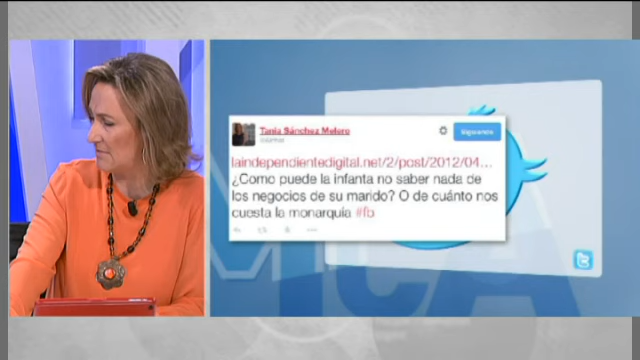 Tania Sánchez Melero
Siguiendo
laindependientedigital.net/2/post/2012/04…
¿Como puede la infanta no saber nada de
los negocios de su marido? O de cuánto nos
cuesta la monarquía #fb